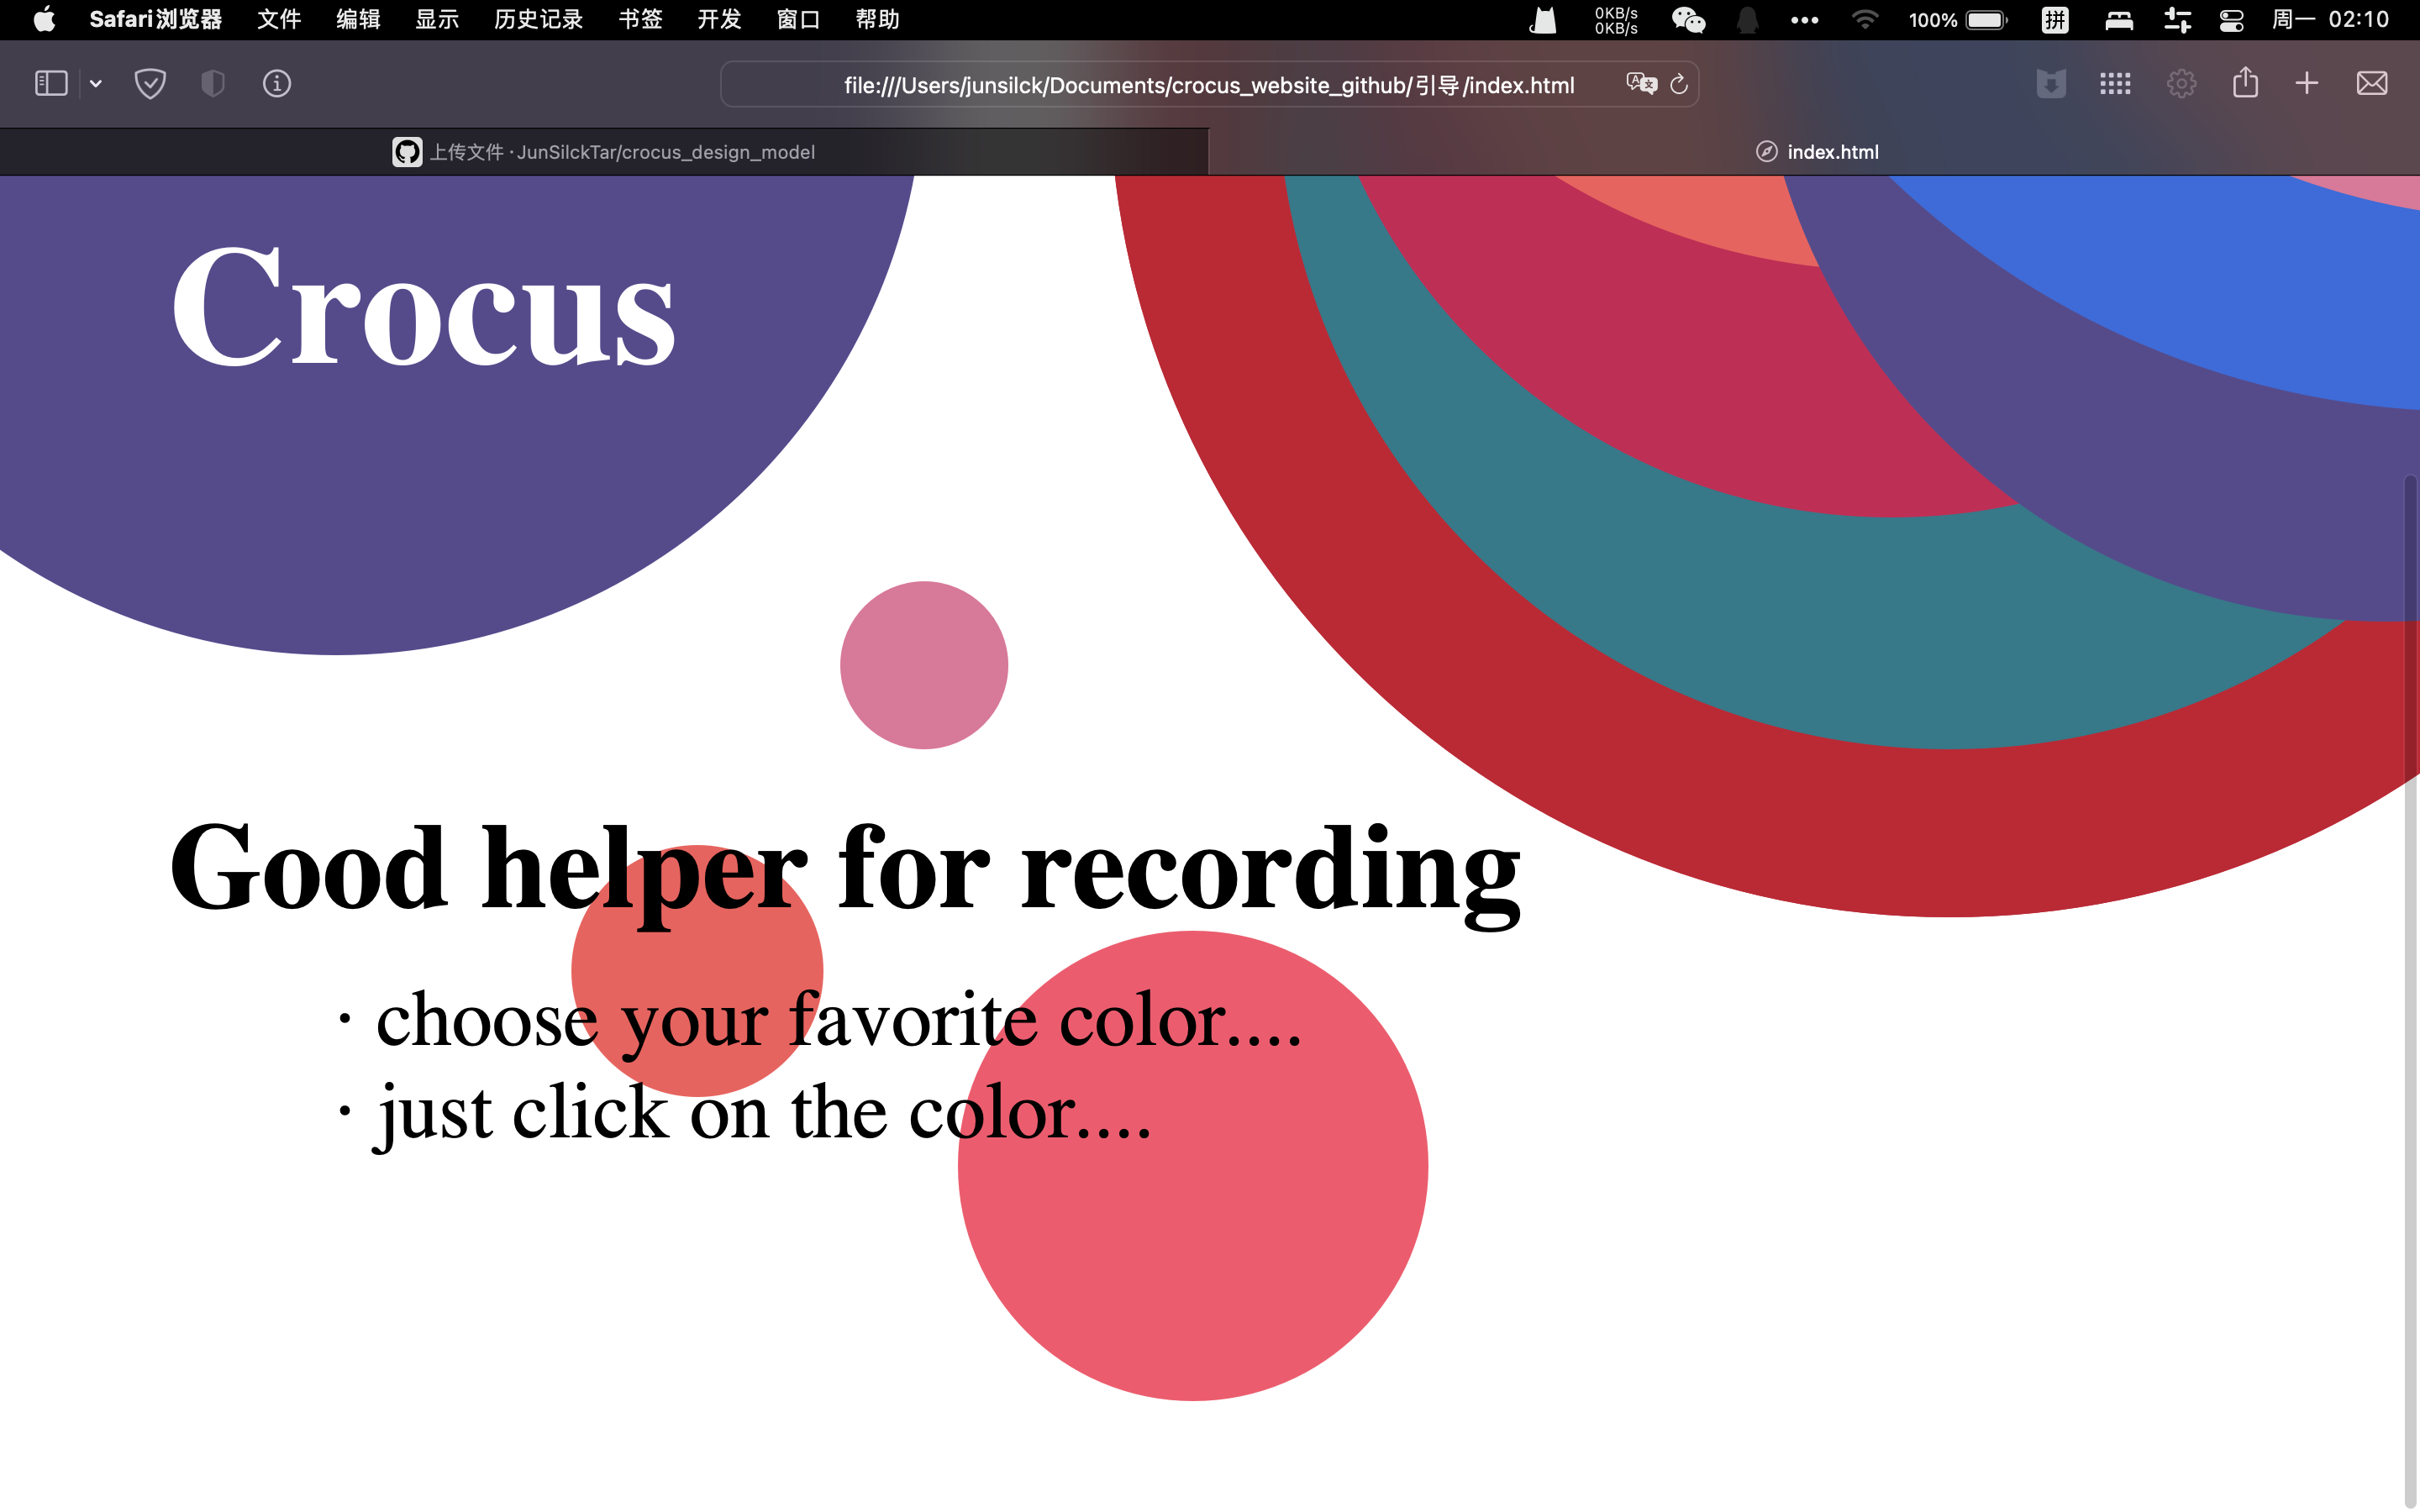 Safari浏览器 文件 编辑 显示 历史记录 书签 开发 窗口 帮助 0KB/s 100% 拼 周一 02:10
0KB/s
file:///Users/junsilck/Documents/crocus_website_github/引导/index.html
上传文件 · JunSilckTar/crocus_design_model index.html
Crocus
Good helper for recording
· choose your favorite color....
· just click on the color....